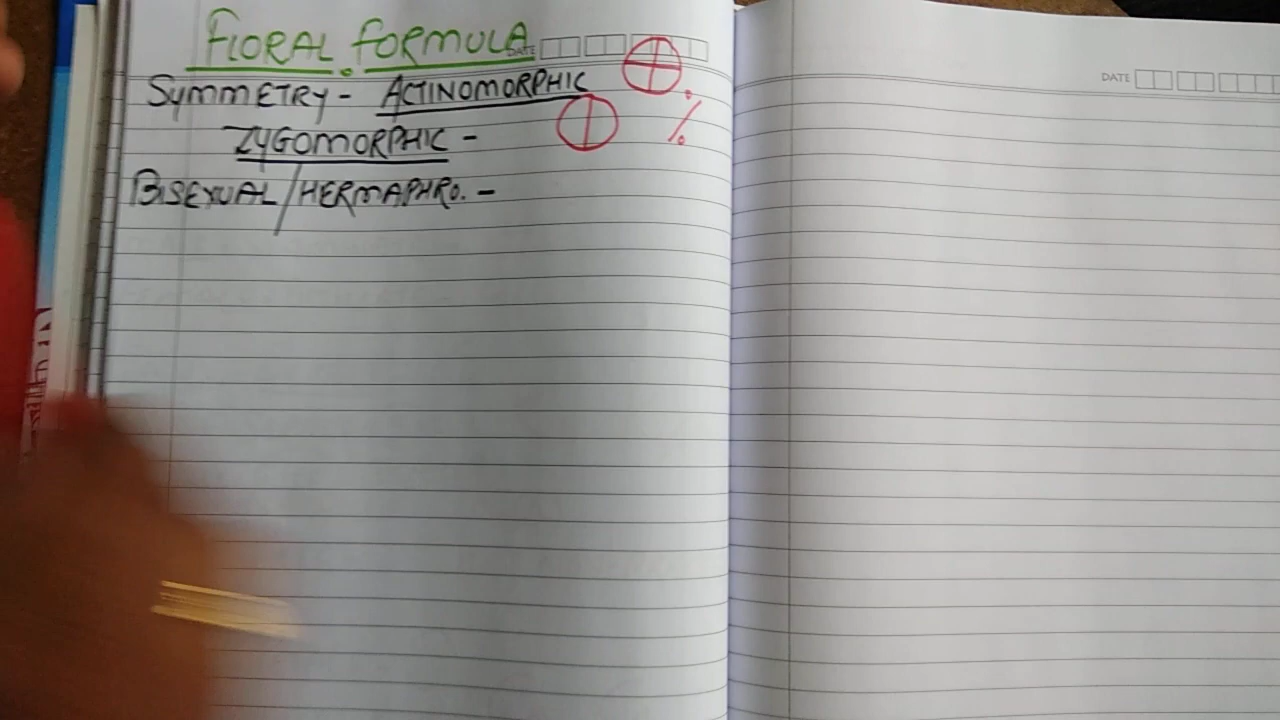 FLORAL FORMULA
DATE
SYMMETRY - ACTINOMORPHIC ⊕.
ZYGOMORPHIC - ⦶ %
BISEXUAL/HERMAPHRO. -
DATE